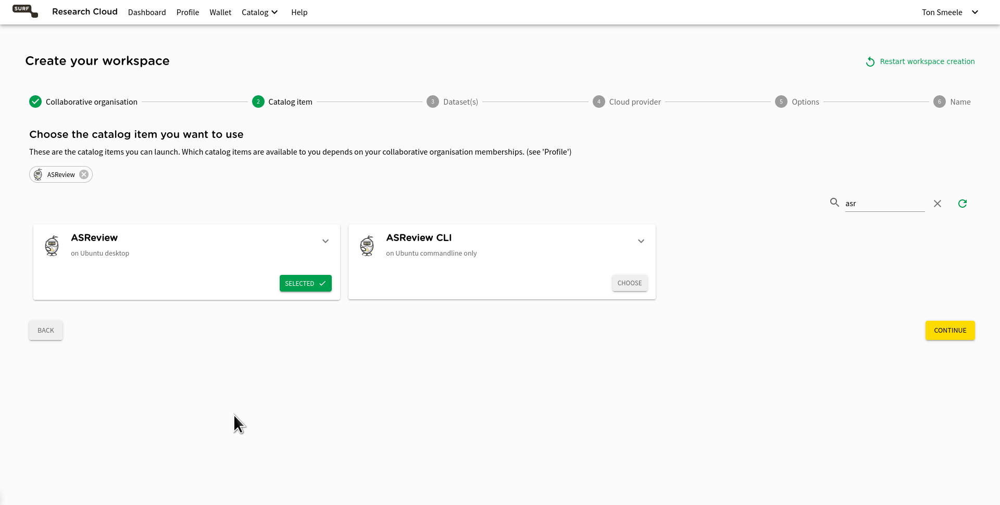 SURF
Research Cloud Dashboard Profile Wallet Catalog Help Ton Smeele
Create your workspace
Restart workspace creation
Collaborative organisation 2 Catalog item 3 Dataset(s) 4 Cloud provider 5 Options 6 Name
Choose the catalog item you want to use
These are the catalog items you can launch. Which catalog items are available to you depends on your collaborative organisation memberships. (see 'Profile')
ASReview
asr
ASReview
on Ubuntu desktop
SELECTED
ASReview CLI
on Ubuntu commandline only
CHOOSE
BACK
CONTINUE